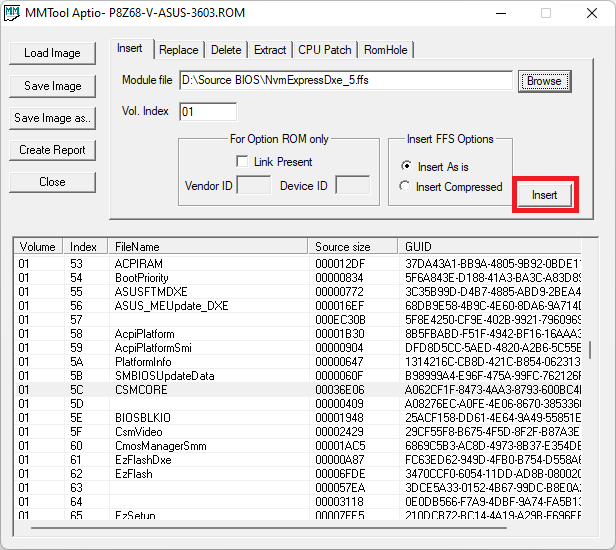 MMTool Aptio- P8Z68-V-ASUS-3603.ROM
Load Image
Save Image
Save Image as..
Create Report
Close
Insert Replace Delete Extract CPU Patch RomHole
Module file D:\Source BIOS\NvmExpressDxe_5.ffs Browse
Vol. Index 01
For Option ROM only
Link Present
Vendor ID Device ID
Insert FFS Options
Insert As is
Insert Compressed
Insert
Volume Index FileName Source size GUID
01 53 ACPIRAM 000012DF 37DA43A1-BB9A-4805-9B92-0BDE11
01 54 BootPriority 00000834 5F6A843E-D188-41A3-BA3C-A83D89
01 55 ASUSFTMDXE 00000772 3C35B99D-D4B7-4885-ABD9-2BEA4
01 56 ASUS_MEUpdate_DXE 000016EF 68DB9E58-4B9C-4E60-8DA6-9A714D
01 57 0000EC30B 5F8E4250-CF9E-402B-9921-7960969
01 58 AcpiPlatform 00001B30 8B5FBABD-F51F-4942-BF16-16AAA3
01 59 AcpiPlatformSmi 00000904 DFD8D5CC-5AED-4820-A2B6-5C55E
01 5A PlatformInfo 00000647 1314216C-CB8D-421C-B854-062313
01 5B SMBIOSUpdateData 0000060F B98999A4-E96F-475A-99FC-762126F
01 5C CSMCORE 00036E06 A062CF1F-8473-4AA3-8793-600BC4
01 5D 00000409 A08276EC-A0FE-4E06-8670-385336
01 5E BIOSBLKIO 00001948 25ACF158-DD61-4E64-9A49-55851E
01 5F CsmVideo 00002429 29CF55F8-B675-4F5D-8F2F-B87A3E
01 60 CmosManagerSmm 00001AC5 6869C5B3-AC8D-4973-8B37-E354DB
01 61 EzFlashDxe 00000A87 FC63ED62-949D-4FB0-B754-D558A
01 62 EzFlash 00006FDE 3470CCF0-6054-11DD-AD8B-080020
01 63 000057EA 3DCE5A33-0152-4B67-99DC-B8E0A
01 64 00003118 0E0DB566-F7A9-4DBF-9A74-FA5B13
01 65 EzSetup 00007FE5 210DCB72-BC14-4A19-A29B-F696EB